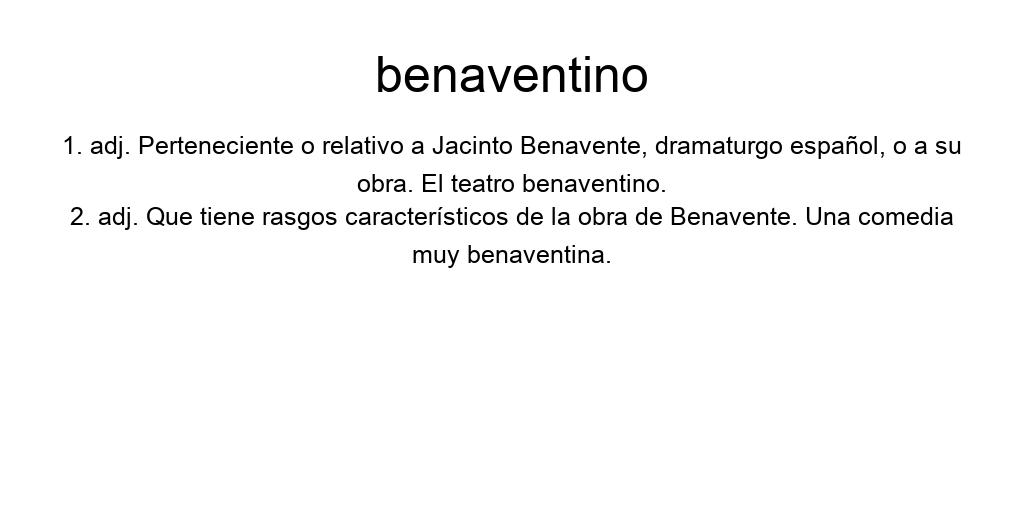 benaventino
1. adj. Perteneciente o relativo a Jacinto Benavente, dramaturgo español, o a su
obra. El teatro benaventino.
2. adj. Que tiene rasgos característicos de la obra de Benavente. Una comedia
muy benaventina.